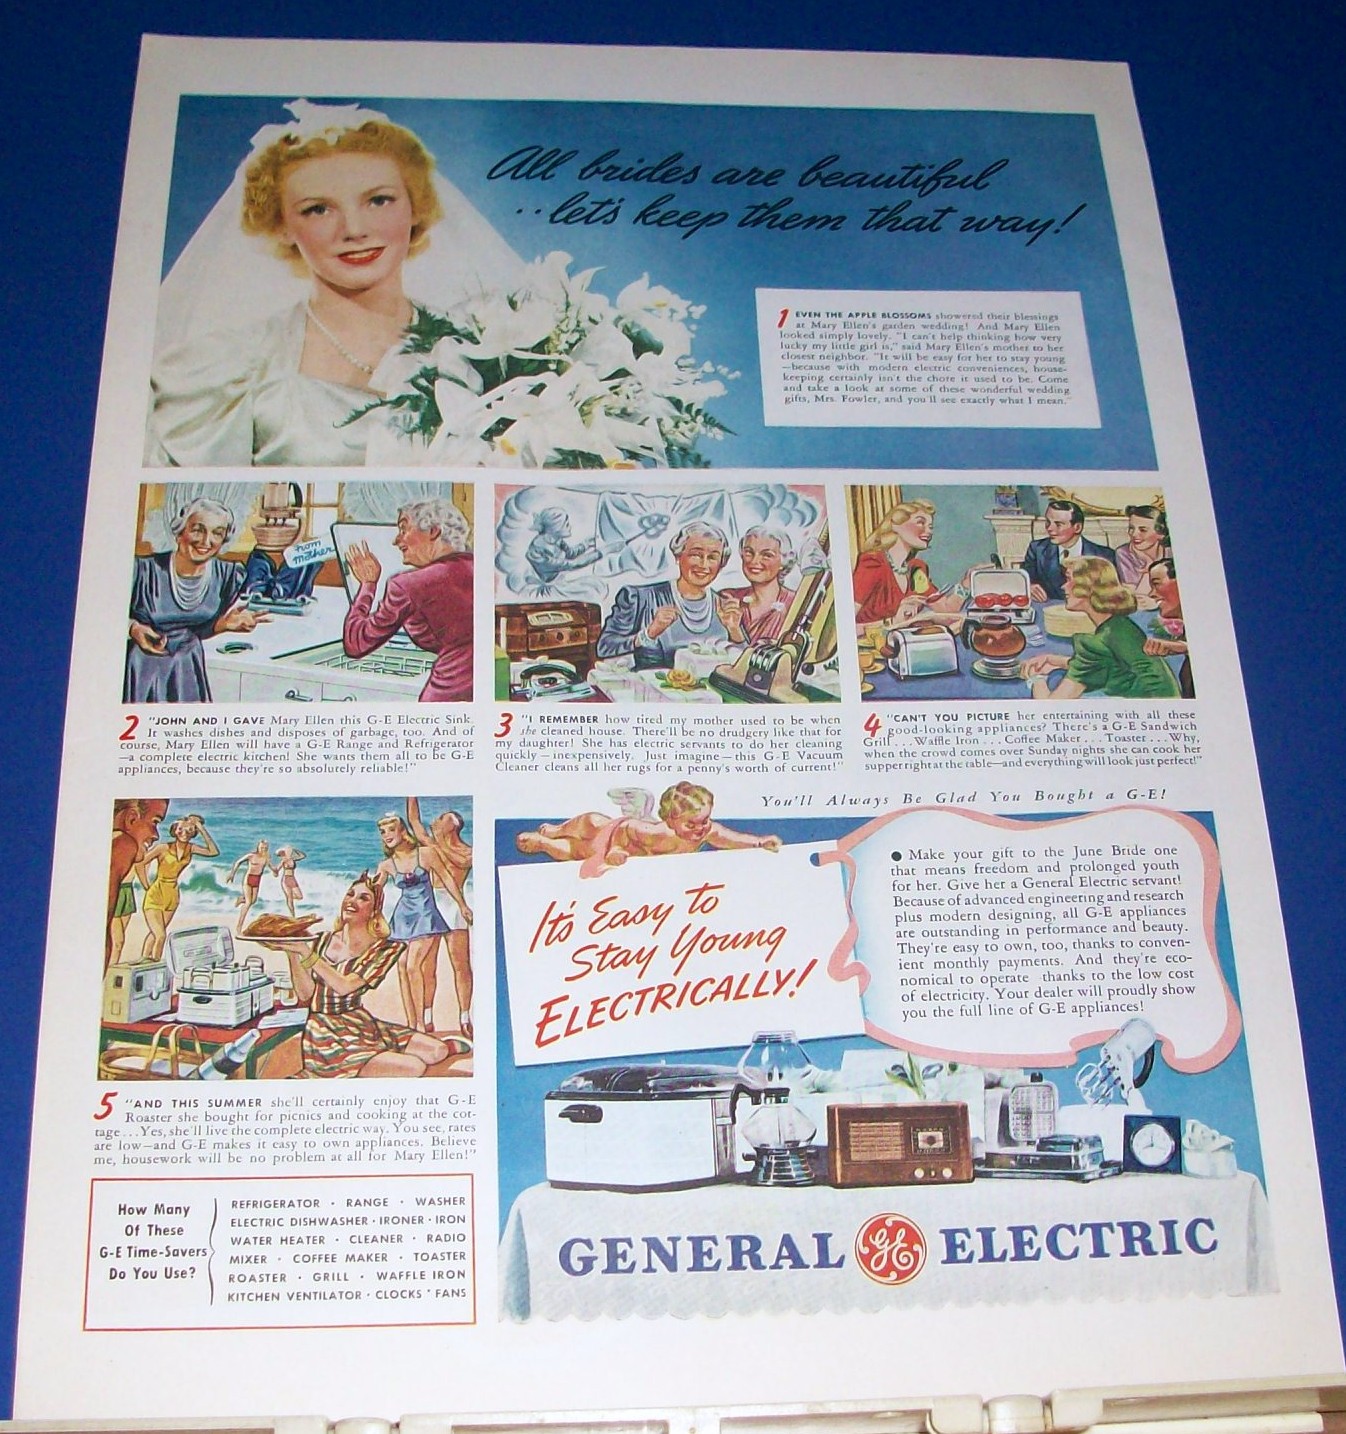 All brides are beautiful
..let's keep them that way!
1 EVEN THE APPLE BLOSSOMS showered their blessings
at Mary Ellen's garden wedding! And Mary Ellen
looked simply lovely. "I can't help thinking how very
lucky my little girl is," said Mary Ellen's mother to her
closest neighbor. "It will be easy for her to stay young
—because with modern electric conveniences, house-
keeping certainly isn't the chore it used to be. Come
and take a look at some of these wonderful wedding
gifts, Mrs. Fowler, and you'll see exactly what I mean."
From
Mother
2 "JOHN AND I GAVE Mary Ellen this G-E Electric Sink.
It washes dishes and disposes of garbage, too. And of
course, Mary Ellen will have a G-E Range and Refrigerator
—a complete electric kitchen! She wants them all to be G-E
appliances, because they're so absolutely reliable!"
3 "I REMEMBER how tired my mother used to be when
she cleaned house. There'll be no drudgery like that for
my daughter! She has electric servants to do her cleaning
quickly—inexpensively. Just imagine—this G-E Vacuum
Cleaner cleans all her rugs for a penny's worth of current!"
4 "CAN'T YOU PICTURE her entertaining with all these
good-looking appliances? There's a G-E Sandwich
Grill...Waffle Iron...Coffee Maker...Toaster...Why,
when the crowd comes over Sunday nights she can cook her
supper right at the table—and everything will look just perfect!"
5 "AND THIS SUMMER she'll certainly enjoy that G-E
Roaster she bought for picnics and cooking at the cot-
tage...Yes, she'll live the complete electric way. You see, rates
are low—and G-E makes it easy to own appliances. Believe
me, housework will be no problem at all for Mary Ellen!"
You'll Always Be Glad You Bought a G-E!
It's Easy to
Stay Young
ELECTRICALLY!
● Make your gift to the June Bride one
that means freedom and prolonged youth
for her. Give her a General Electric servant!
Because of advanced engineering and research
plus modern designing, all G-E appliances
are outstanding in performance and beauty.
They're easy to own, too, thanks to conven-
ient monthly payments. And they're eco-
nomical to operate thanks to the low cost
of electricity. Your dealer will proudly show
you the full line of G-E appliances!
How Many
Of These
G-E Time-Savers
Do You Use?
REFRIGERATOR · RANGE · WASHER
ELECTRIC DISHWASHER · IRONER · IRON
WATER HEATER · CLEANER · RADIO
MIXER · COFFEE MAKER · TOASTER
ROASTER · GRILL · WAFFLE IRON
KITCHEN VENTILATOR · CLOCKS · FANS
GENERAL GE ELECTRIC